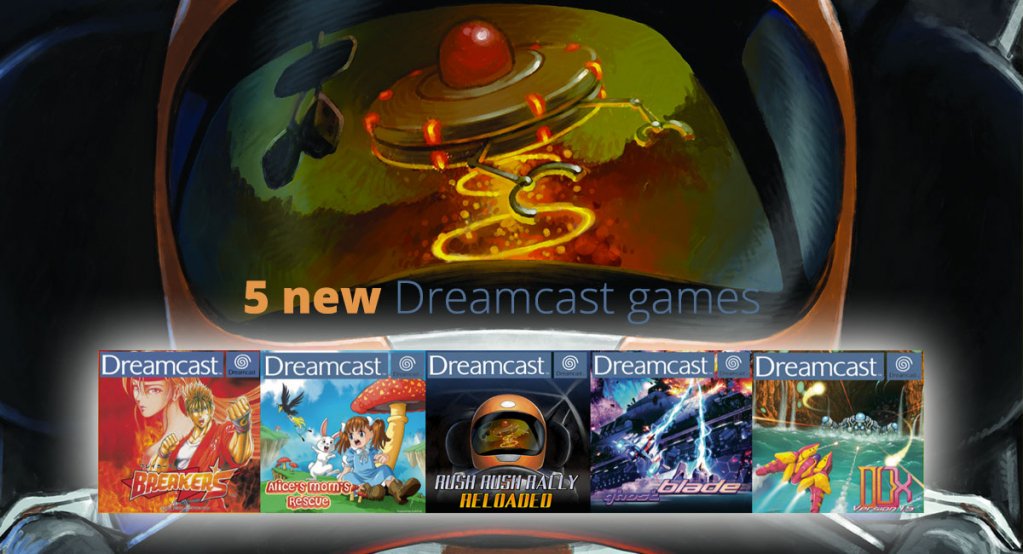 5 new Dreamcast games
Dreamcast
Dreamcast
BREAKERS
Dreamcast
Dreamcast
Alice's mom's
Rescue
Dreamcast
Dreamcast
RUSH RUSH RALLY
RELOADED
Dreamcast
Dreamcast
ghost blade
Dreamcast
Dreamcast
Version 1.5